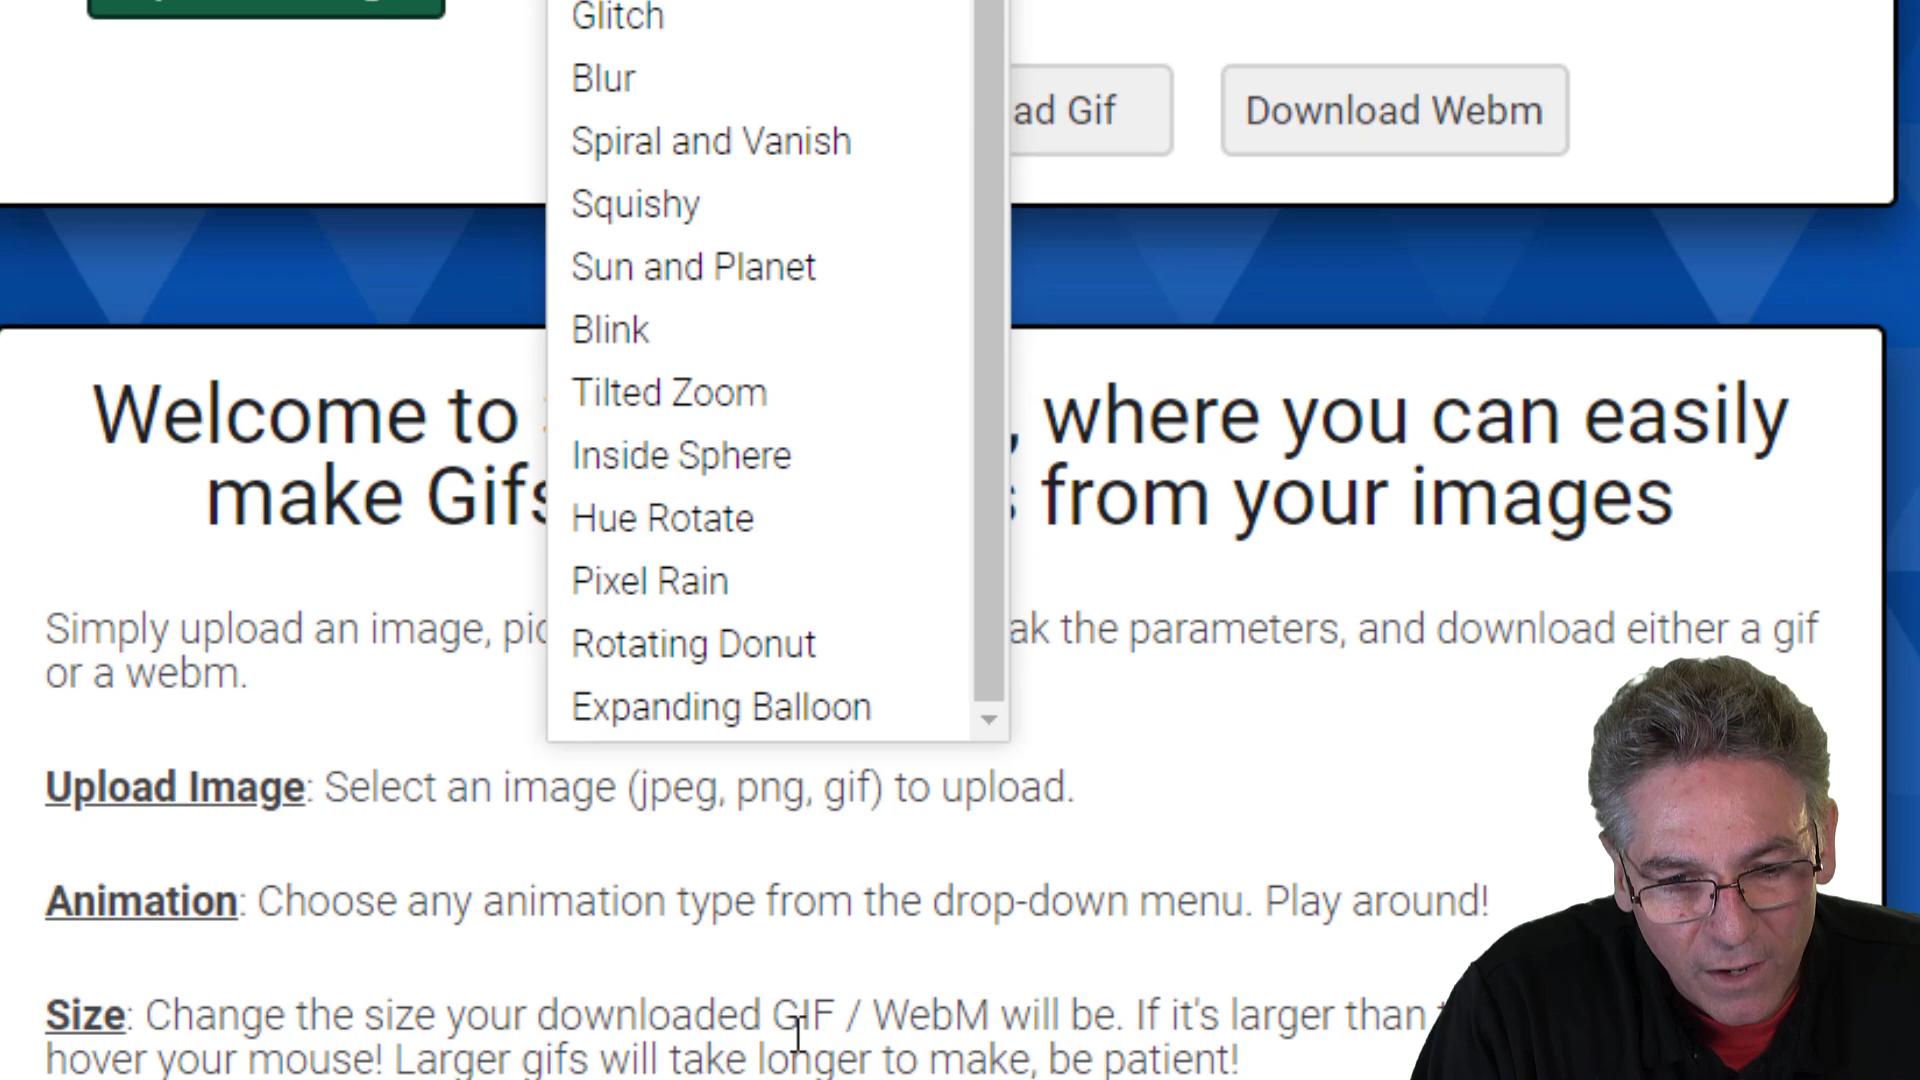 Glitch
Blur
Spiral and Vanish
Squishy
Sun and Planet
Blink
Tilted Zoom
Inside Sphere
Hue Rotate
Pixel Rain
Rotating Donut
Expanding Balloon
ad Gif
Download Webm
Welcome to , where you can easily
make Gifs from your images
Simply upload an image, pic ak the parameters, and download either a gif
or a webm.
Upload Image: Select an image (jpeg, png, gif) to upload.
Animation: Choose any animation type from the drop-down menu. Play around!
Size: Change the size your downloaded GIF / WebM will be. If it's larger than
hover your mouse! Larger gifs will take longer to make, be patient!